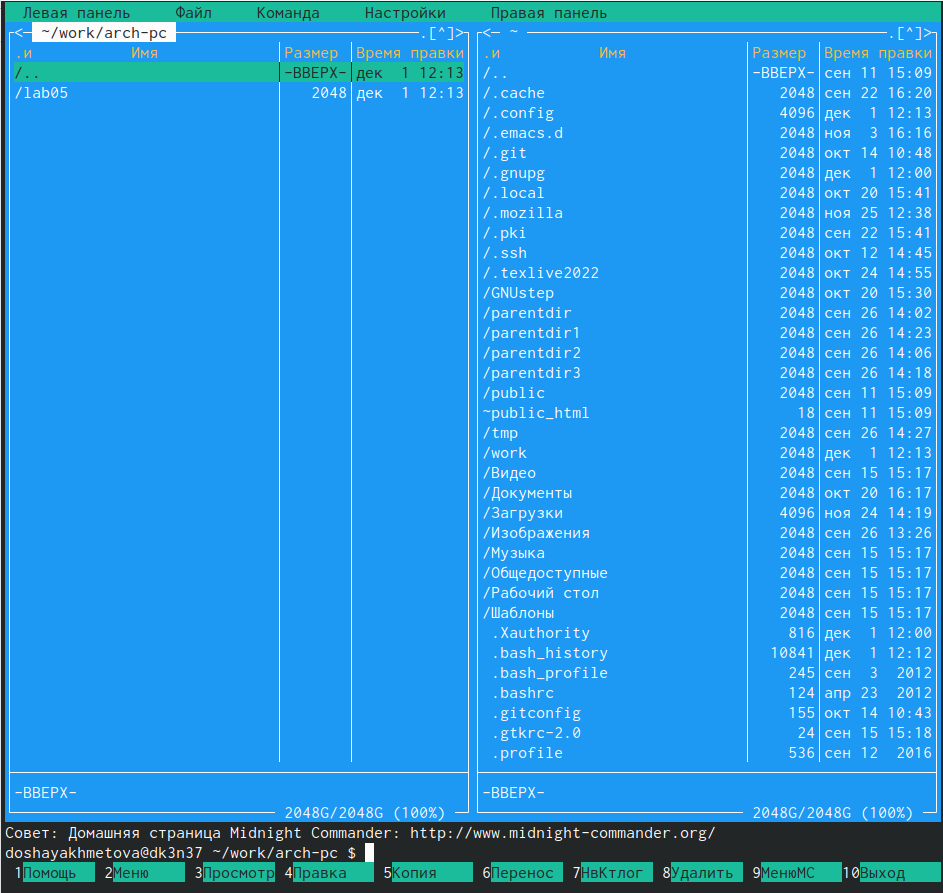 Левая панель Файл Команда Настройки Правая панель
<─ ~/work/arch-pc .[^]>
.и Имя Размер Время правки
/.. -ВВЕРХ- дек 1 12:13
/lab05 2048 дек 1 12:13
-ВВЕРХ-
2048G/2048G (100%)
<─ ~ .[^]>
.и Имя Размер Время правки
/.. -ВВЕРХ- сен 11 15:09
/.cache 2048 сен 22 16:20
/.config 4096 дек 1 12:13
/.emacs.d 2048 ноя 3 16:16
/.git 2048 окт 14 10:48
/.gnupg 2048 дек 1 12:00
/.local 2048 окт 20 15:41
/.mozilla 2048 ноя 25 12:38
/.pki 2048 сен 22 15:41
/.ssh 2048 окт 12 14:45
/.texlive2022 2048 окт 24 14:55
/GNUstep 2048 окт 20 15:30
/parentdir 2048 сен 26 14:02
/parentdir1 2048 сен 26 14:23
/parentdir2 2048 сен 26 14:06
/parentdir3 2048 сен 26 14:18
/public 2048 сен 11 15:09
~public_html 18 сен 11 15:09
/tmp 2048 сен 26 14:27
/work 2048 дек 1 12:13
/Видео 2048 сен 15 15:17
/Документы 2048 окт 20 16:17
/Загрузки 4096 ноя 24 14:19
/Изображения 2048 сен 26 13:26
/Музыка 2048 сен 15 15:17
/Общедоступные 2048 сен 15 15:17
/Рабочий стол 2048 сен 15 15:17
/Шаблоны 2048 сен 15 15:17
.Xauthority 816 дек 1 12:00
.bash_history 10841 дек 1 12:12
.bash_profile 245 сен 3 2012
.bashrc 124 апр 23 2012
.gitconfig 155 окт 14 10:43
.gtkrc-2.0 24 сен 15 15:18
.profile 536 сен 12 2016
-ВВЕРХ-
2048G/2048G (100%)
Совет: Домашняя страница Midnight Commander: http://www.midnight-commander.org/
doshayakhmetova@dk3n37 ~/work/arch-pc $
1Помощь 2Меню 3Просмотр 4Правка 5Копия 6Перенос 7НвКтлог 8Удалить 9МенюМС 10Выход